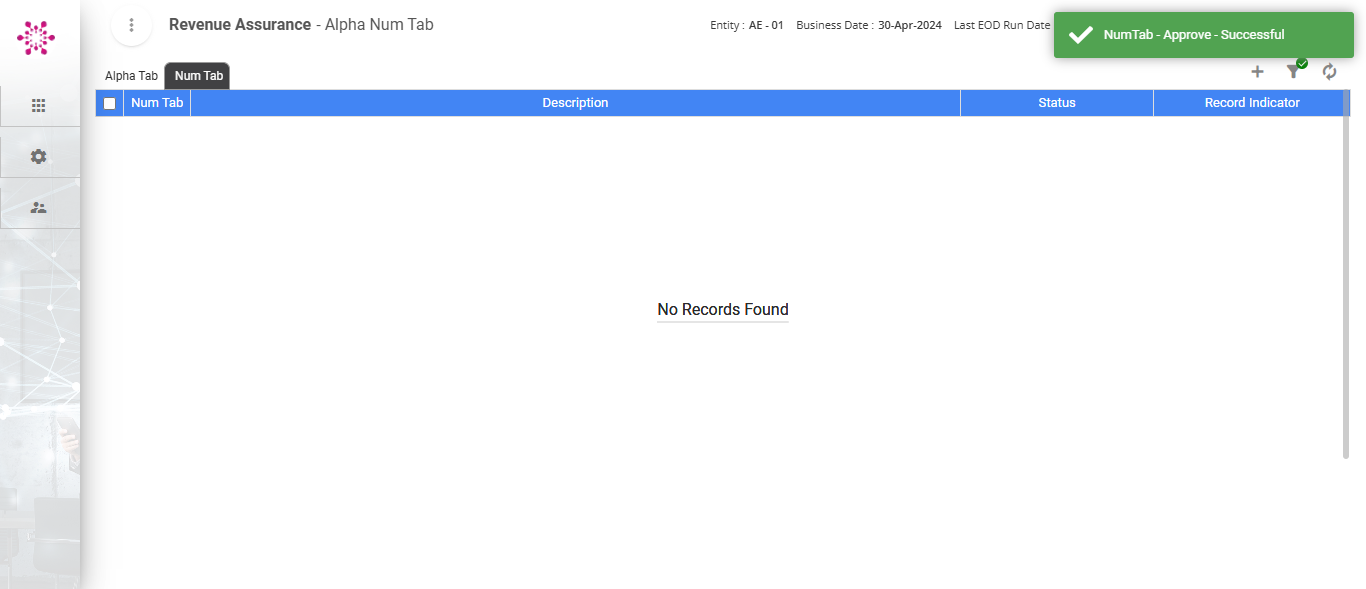 Revenue Assurance - Alpha Num Tab
Entity : AE - 01 Business Date : 30-Apr-2024 Last EOD Run Date
NumTab - Approve - Successful
Alpha Tab Num Tab
Num Tab Description Status Record Indicator
No Records Found